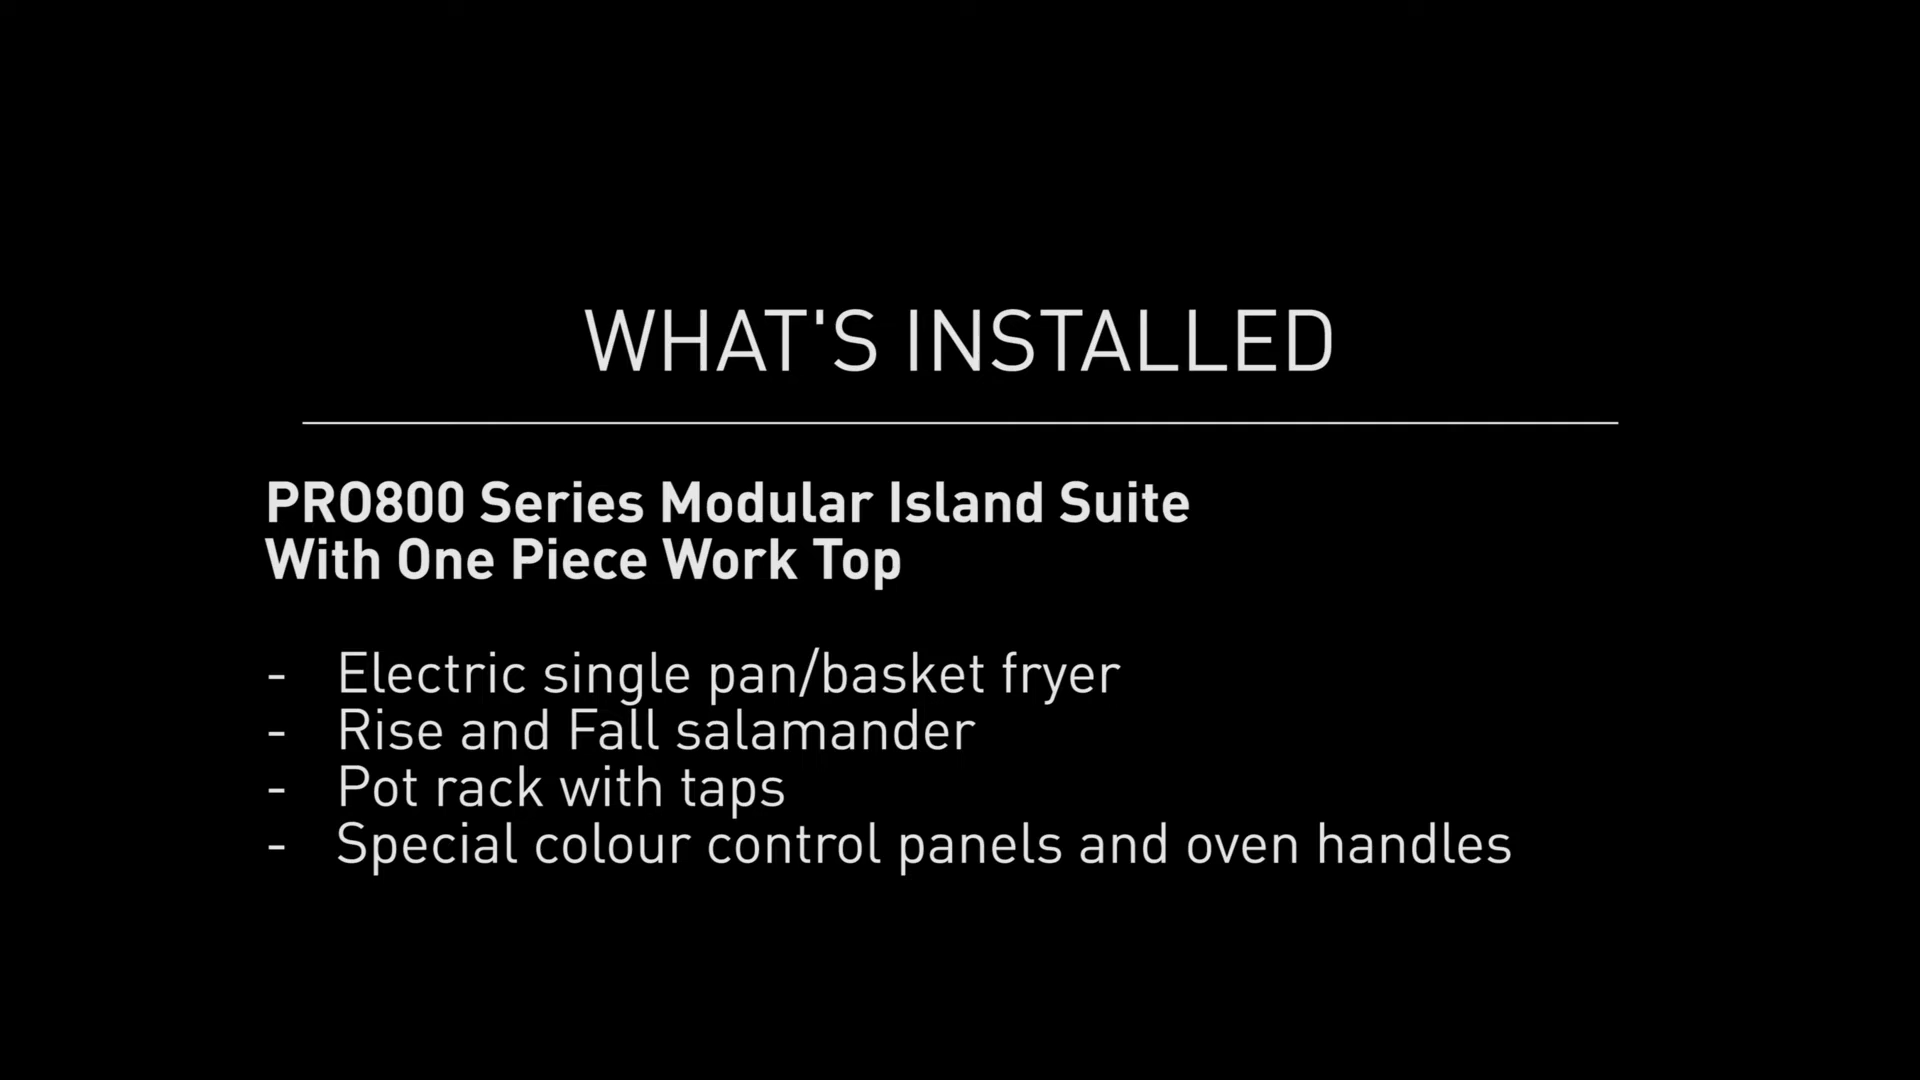 WHAT'S INSTALLED
PRO800 Series Modular Island Suite
With One Piece Work Top
- Electric single pan/basket fryer
- Rise and Fall salamander
- Pot rack with taps
- Special colour control panels and oven handles